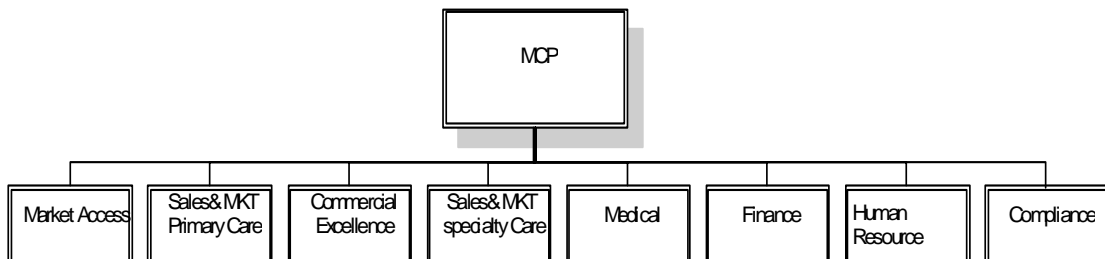 MCP
Market Access
Sales& MKT
Primary Care
Commercial
Excellence
Sales& MKT
specialty Care
Medical
Finance
Human
Resource
Compliance